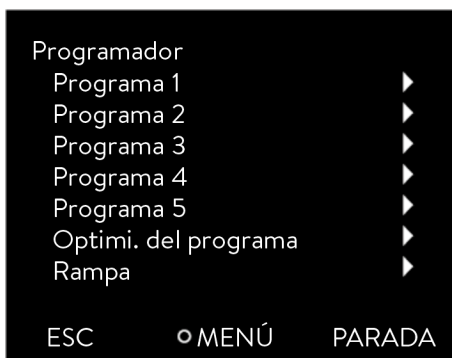 Programador
Programa 1
Programa 2
Programa 3
Programa 4
Programa 5
Optimi. del programa
Rampa
ESC MENÚ PARADA